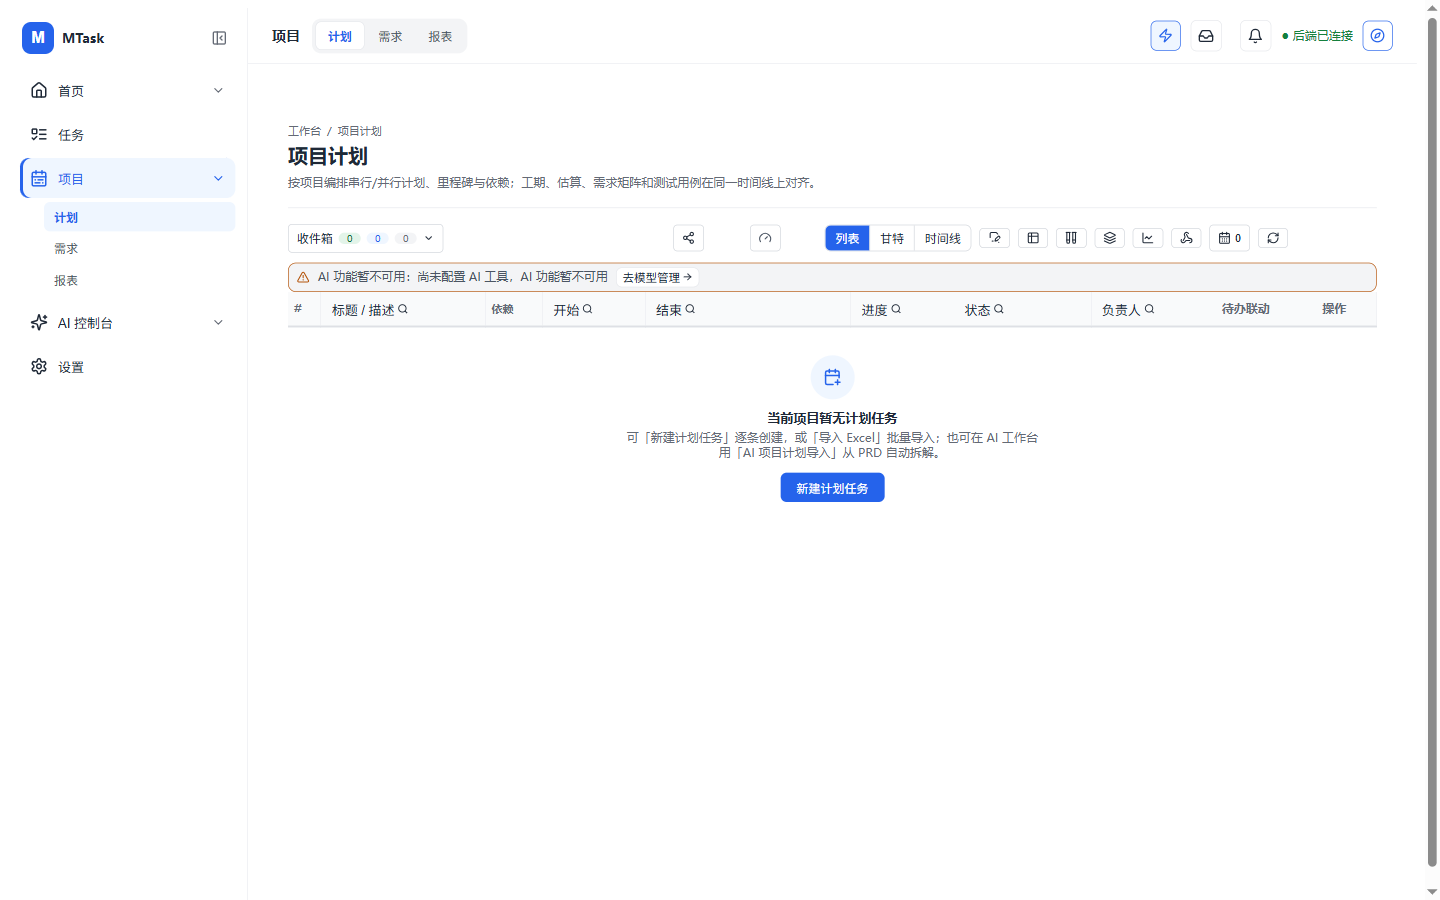 M MTask
首页
任务
项目
计划
需求
报表
AI 控制台
设置
项目 计划 需求 报表
后端已连接
工作台 / 项目计划
项目计划
按项目编排串行/并行计划、里程碑与依赖；工期、估算、需求矩阵和测试用例在同一时间线上对齐。
收件箱 0 0 0 列表 甘特 时间线 0
AI 功能暂不可用：尚未配置 AI 工具，AI 功能暂不可用 去模型管理
# 标题 / 描述 依赖 开始 结束 进度 状态 负责人 待办联动 操作
当前项目暂无计划任务
可「新建计划任务」逐条创建，或「导入 Excel」批量导入；也可在 AI 工作台
用「AI 项目计划导入」从 PRD 自动拆解。
新建计划任务